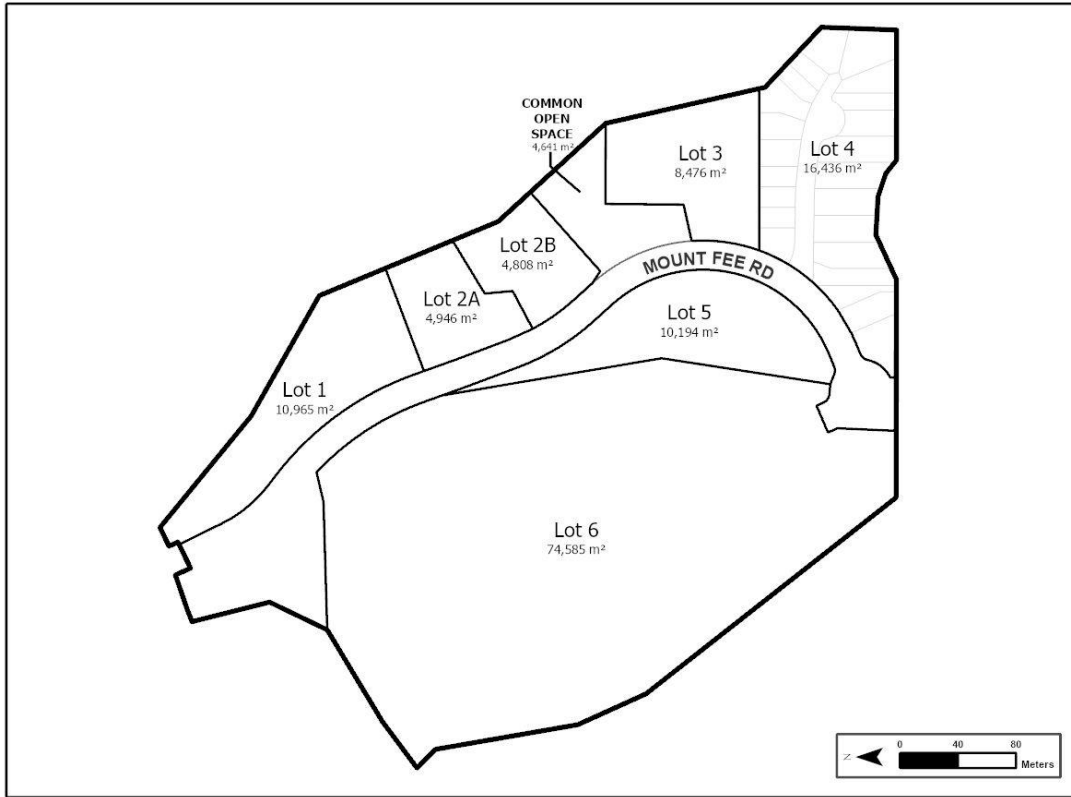 COMMON
OPEN
SPACE
4,641 m²
Lot 3
8,476 m²
Lot 4
16,436 m²
Lot 2B
4,808 m²
MOUNT FEE RD
Lot 2A
4,946 m²
Lot 5
10,194 m²
Lot 1
10,965 m²
Lot 6
74,585 m²
N
0 40 80
Meters